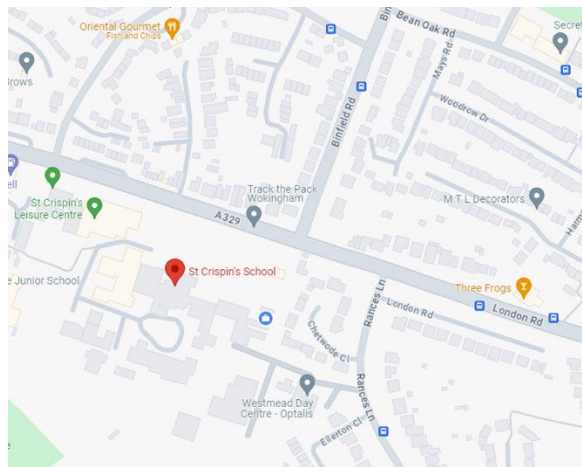 Oriental Gourmet
Fish and Chips
Bean Oak Rd
Secret
Brows
Mays Rd
Binfield Rd
Woodrow Dr
ell
St Crispin's
Leisure Centre
Track the Pack
Wokingham
A329
M T L Decorators
St Crispin's School
e Junior School
Rances Ln
Three Frogs
London Rd
London Rd
Chetwode Cl
Westmead Day
Centre - Optalis
Rances Ln
Ellerton Cl
e